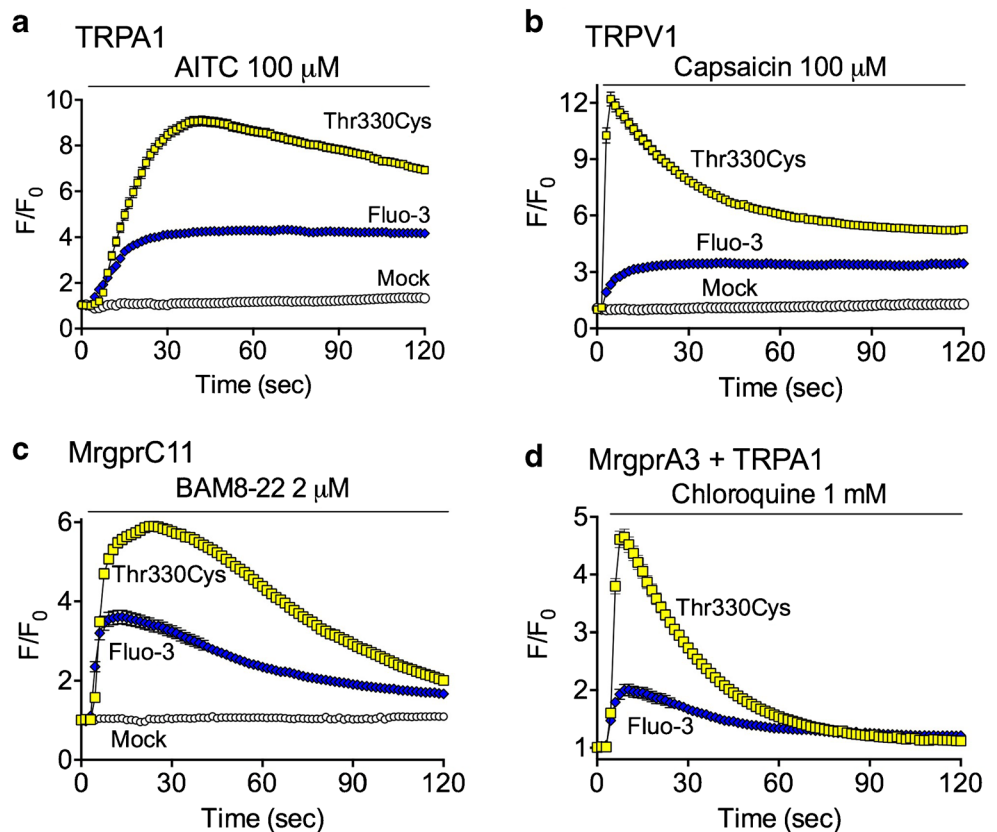 a
TRPA1
AITC 100 μM
10
8
6
4
2
0
F/F0
Thr330Cys
Fluo-3
Mock
0 30 60 90 120
Time (sec)
b
TRPV1
Capsaicin 100 μM
12
9
6
3
0
F/F0
Thr330Cys
Fluo-3
Mock
0 30 60 90 120
Time (sec)
c
MrgprC11
BAM8-22 2 μM
6
4
2
0
F/F0
Thr330Cys
Fluo-3
Mock
0 30 60 90 120
Time (sec)
d
MrgprA3 + TRPA1
Chloroquine 1 mM
5
4
3
2
1
F/F0
Thr330Cys
Fluo-3
0 30 60 90 120
Time (sec)